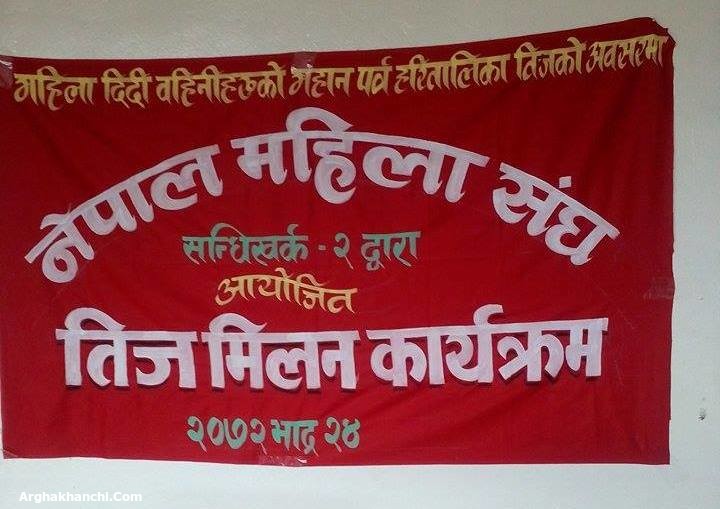 महिला दिदी वहिनीहरुको महान पर्व हरितालिका तिजको अवसरमा
नेपाल महिला संघ
सन्धिखर्क - २ द्वारा
आयोजित
तिज मिलन कार्यक्रम
२०७२ भाद्र २४
Arghakhanchi.Com